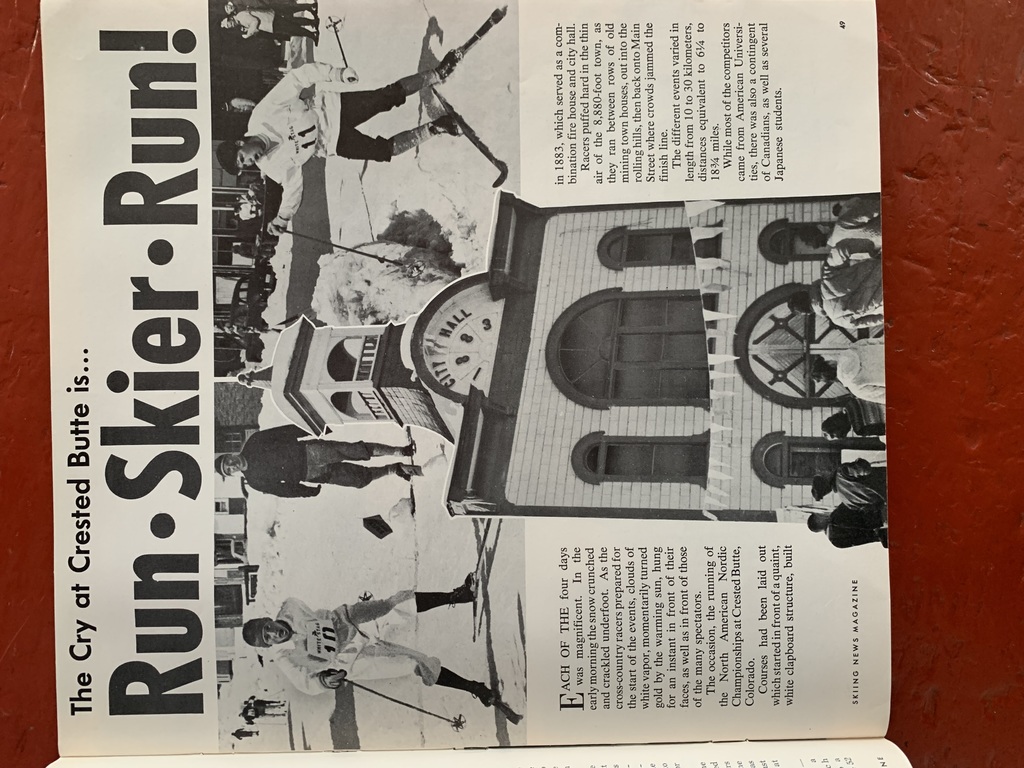 The Cry at Crested Butte is...
Run•Skier•Run!
WHITE STAG
11
CITY HALL
1883
EACH OF THE four days
was magnificent. In the
early morning the snow crunched
and crackled underfoot. As the
cross-country racers prepared for
the start of the events, clouds of
white vapor, momentarily turned
gold by the warming sun, hung
for an instant in front of their
faces, as well as in front of those
of the many spectators.
The occasion, the running of
the North American Nordic
Championships at Crested Butte,
Colorado.
Courses had been laid out
which started in front of a quaint,
white clapboard structure, built
in 1883, which served as a com-
bination fire house and city hall.
Racers puffed hard in the thin
air of the 8,880-foot town, as
they ran between rows of old
mining town houses, out into the
rolling hills, then back onto Main
Street where crowds jammed the
finish line.
The different events varied in
length from 10 to 30 kilometers,
distances equivalent to 6¼ to
18¾ miles.
While most of the competitors
came from American Universi-
ties, there was also a contingent
of Canadians, as well as several
Japanese students.
SKIING NEWS MAGAZINE
49